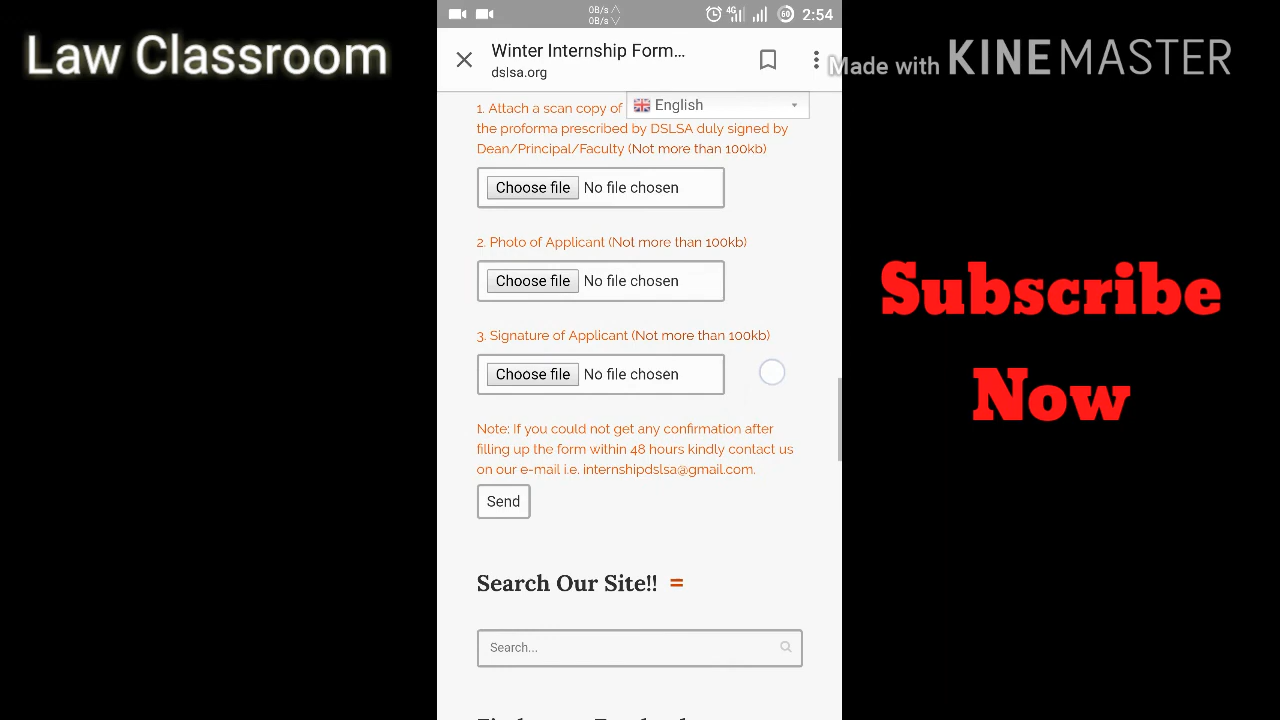 Law Classroom
0B/s
0B/s
4G
60
2:54
Winter Internship Form...
dslsa.org
Made with KINEMASTER
1. Attach a scan copy of
English
the proforma prescribed by DSLSA duly signed by
Dean/Principal/Faculty (Not more than 100kb)
Choose file No file chosen
2. Photo of Applicant (Not more than 100kb)
Choose file No file chosen
3. Signature of Applicant (Not more than 100kb)
Choose file No file chosen
Subscribe
Now
Note: If you could not get any confirmation after
filling up the form within 48 hours kindly contact us
on our e-mail i.e. internshipdslsa@gmail.com.
Send
Search Our Site!! =
Search...